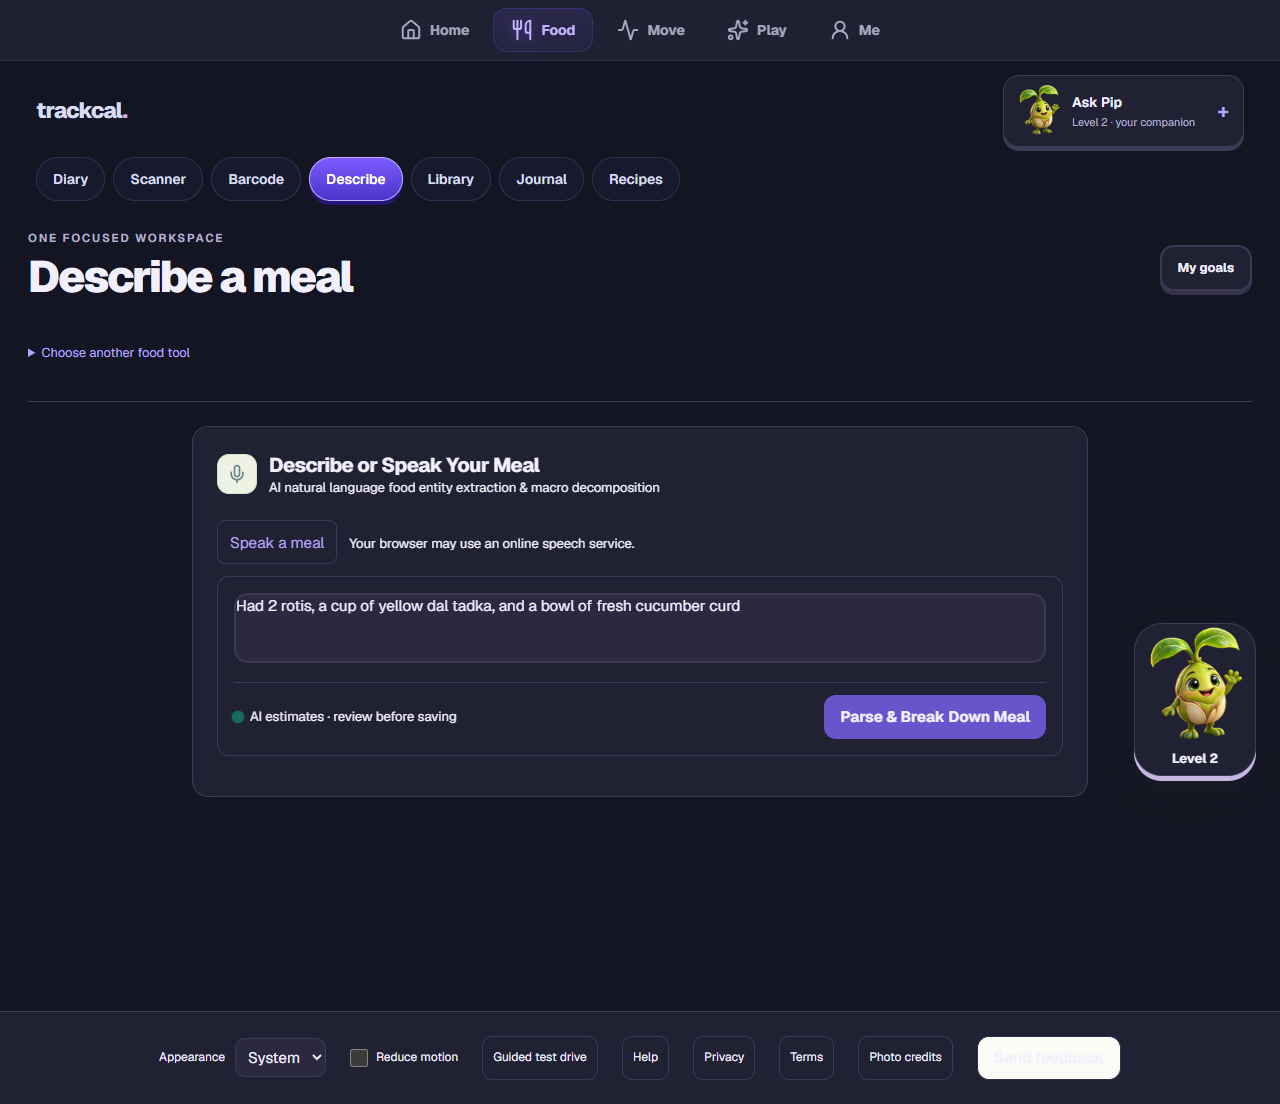 Home
Food
Move
Play
Me
trackcal.
Ask Pip
Level 2 · your companion
+
Diary
Scanner
Barcode
Describe
Library
Journal
Recipes
ONE FOCUSED WORKSPACE
Describe a meal
My goals
Choose another food tool
Describe or Speak Your Meal
AI natural language food entity extraction & macro decomposition
Speak a meal
Your browser may use an online speech service.
Had 2 rotis, a cup of yellow dal tadka, and a bowl of fresh cucumber curd
AI estimates · review before saving
Parse & Break Down Meal
Level 2
Appearance
System
Reduce motion
Guided test drive
Help
Privacy
Terms
Photo credits
Send feedback